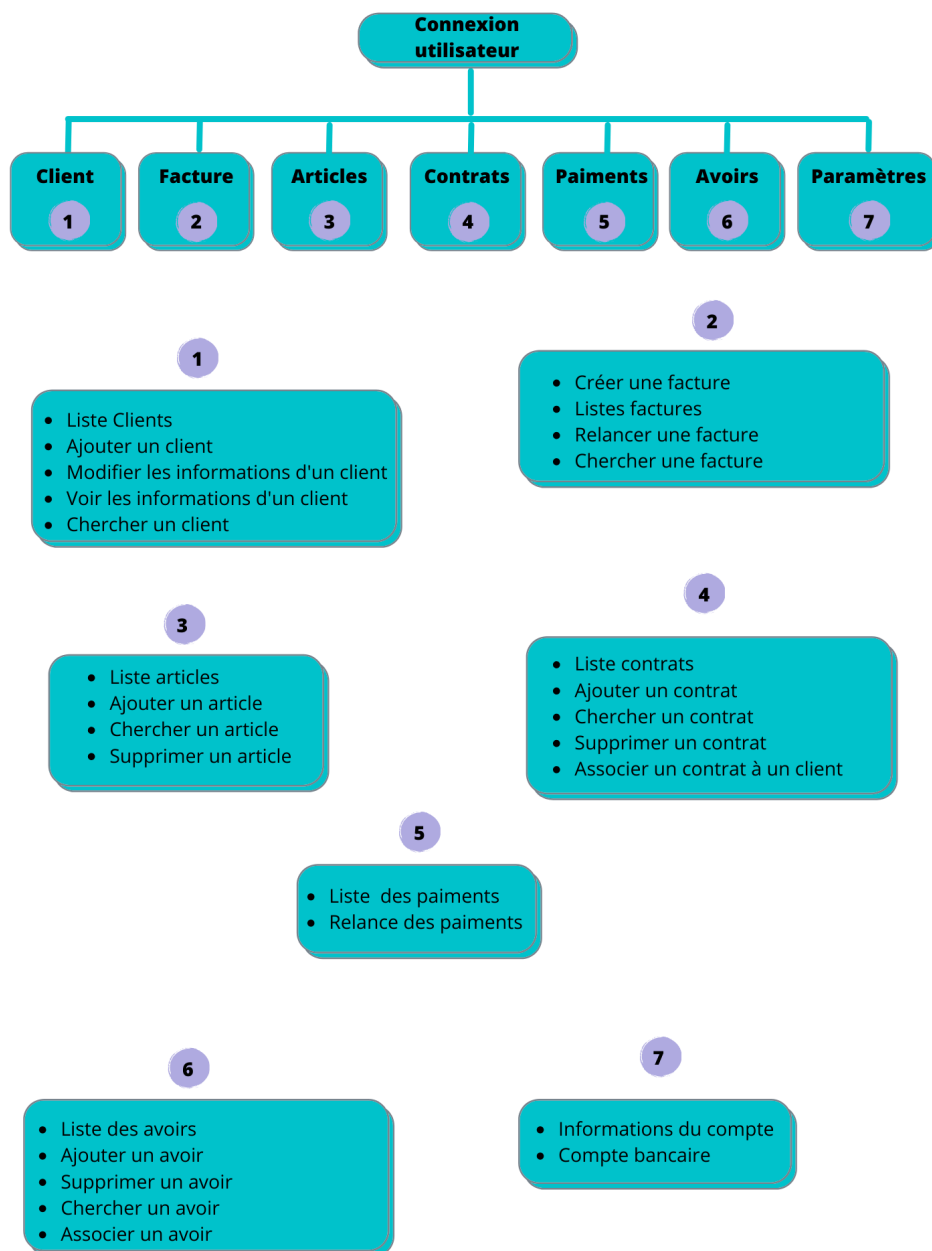 Connexion
utilisateur
Client
Facture
Articles
Contrats
Paiments
Avoirs
Paramètres
1
2
3
4
5
6
7
1
• Liste Clients
• Ajouter un client
• Modifier les informations d'un client
• Voir les informations d'un client
• Chercher un client
2
• Créer une facture
• Listes factures
• Relancer une facture
• Chercher une facture
3
• Liste articles
• Ajouter un article
• Chercher un article
• Supprimer un article
4
• Liste contrats
• Ajouter un contrat
• Chercher un contrat
• Supprimer un contrat
• Associer un contrat à un client
5
• Liste des paiments
• Relance des paiments
6
• Liste des avoirs
• Ajouter un avoir
• Supprimer un avoir
• Chercher un avoir
• Associer un avoir
7
• Informations du compte
• Compte bancaire